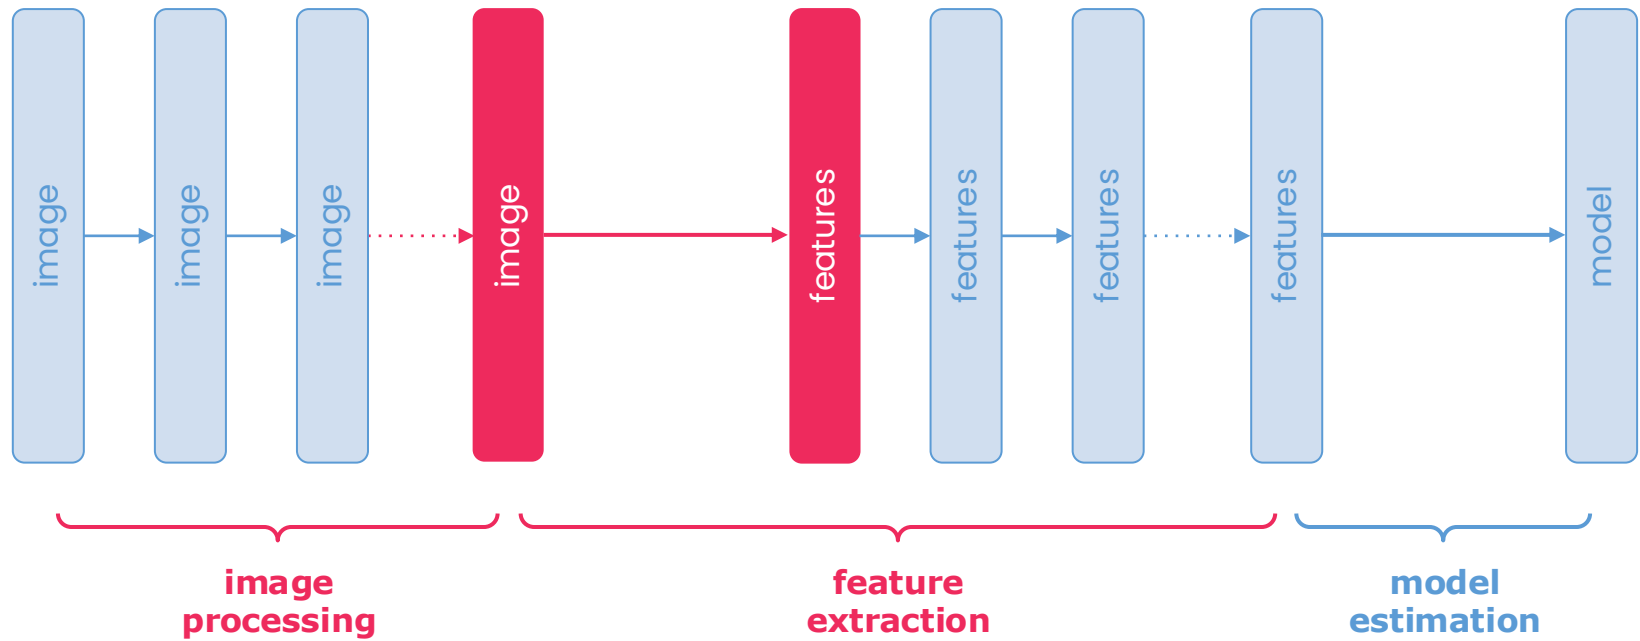 image
image
image
image
features
features
features
features
model
image
processing
feature
extraction
model
estimation